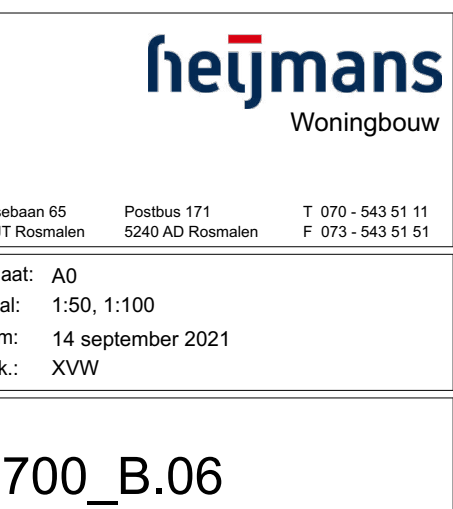 heijmans
Woningbouw
sebaan 65 Postbus 171 T 070 - 543 51 11
JT Rosmalen 5240 AD Rosmalen F 073 - 543 51 51
aat: A0
al: 1:50, 1:100
m: 14 september 2021
k.: XVW
700_B.06